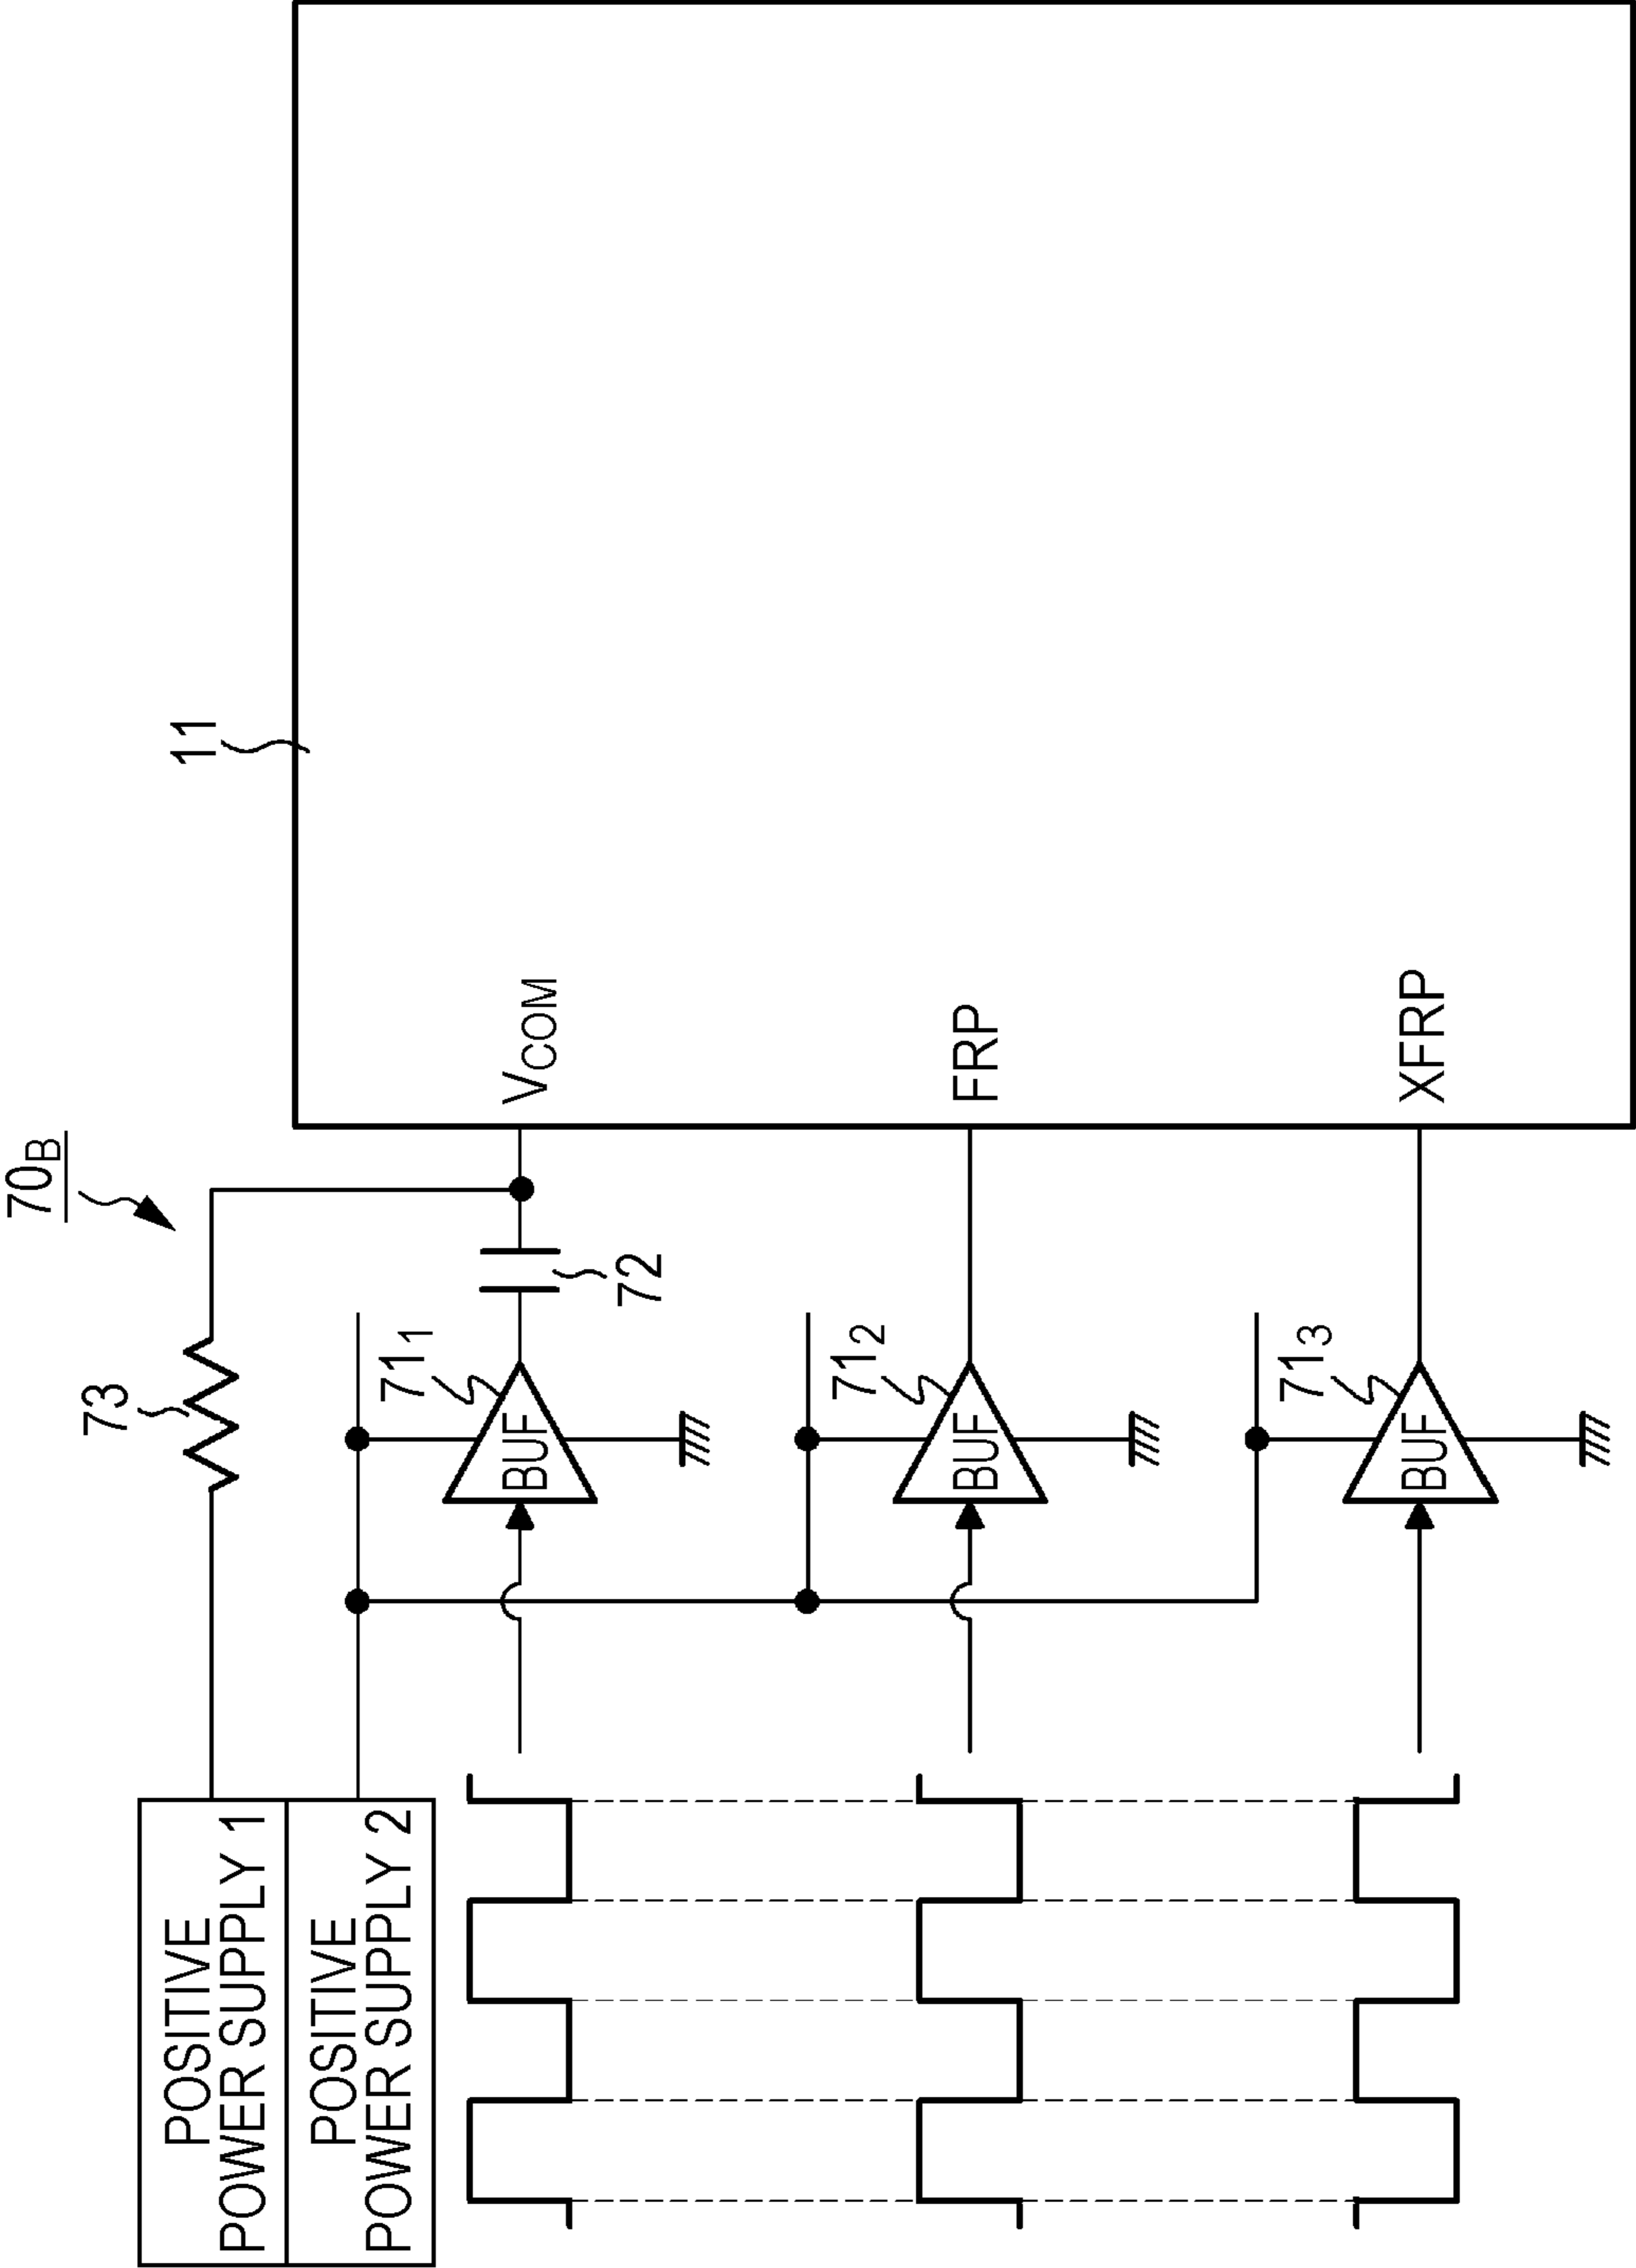 70B
73
11
POSITIVE
POWER SUPPLY 1
POSITIVE
POWER SUPPLY 2
711
BUF
72
VCOM
712
BUF
FRP
713
BUF
XFRP